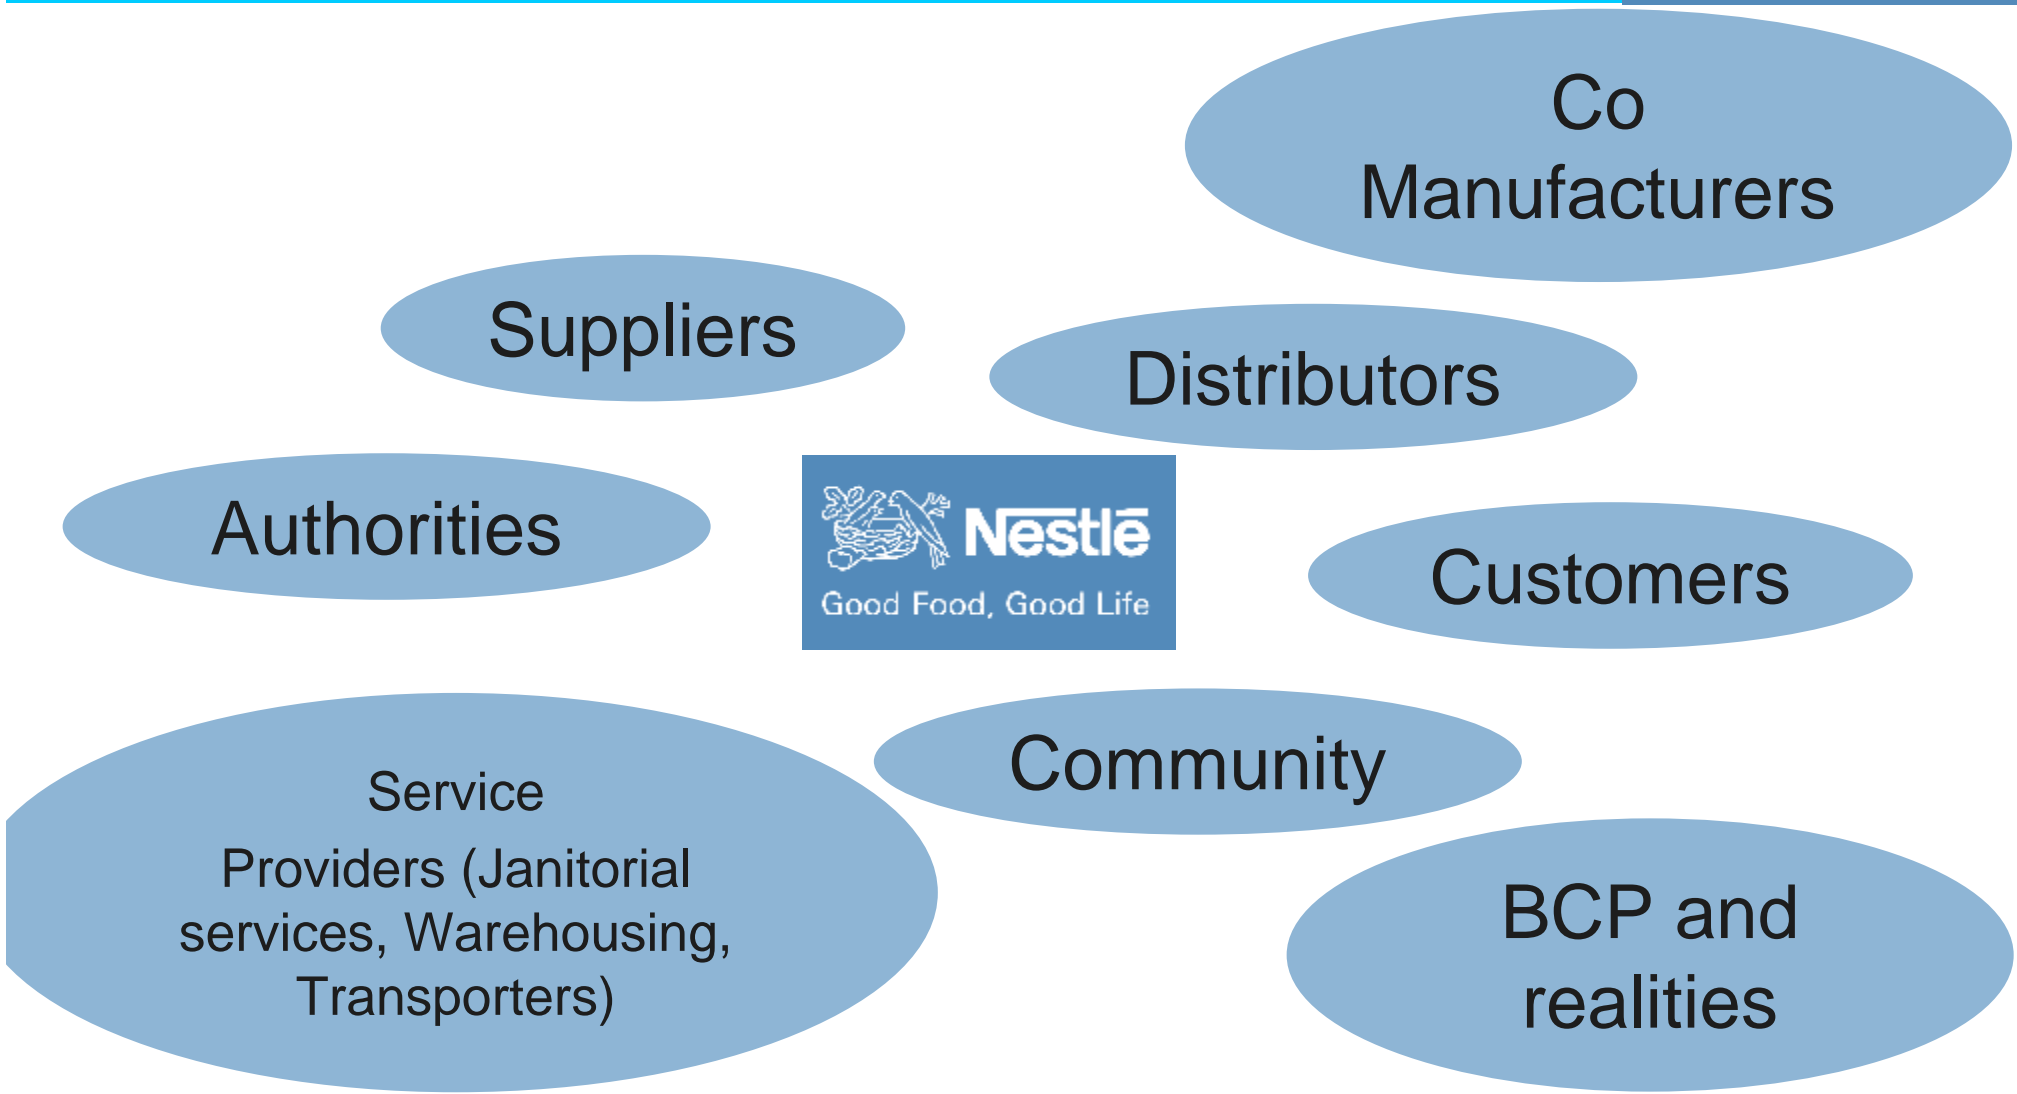 Co
Manufacturers
Suppliers
Distributors
Authorities
Nestlē
Good Food, Good Life
Customers
Community
Service
Providers (Janitorial
services, Warehousing,
Transporters)
BCP and
realities